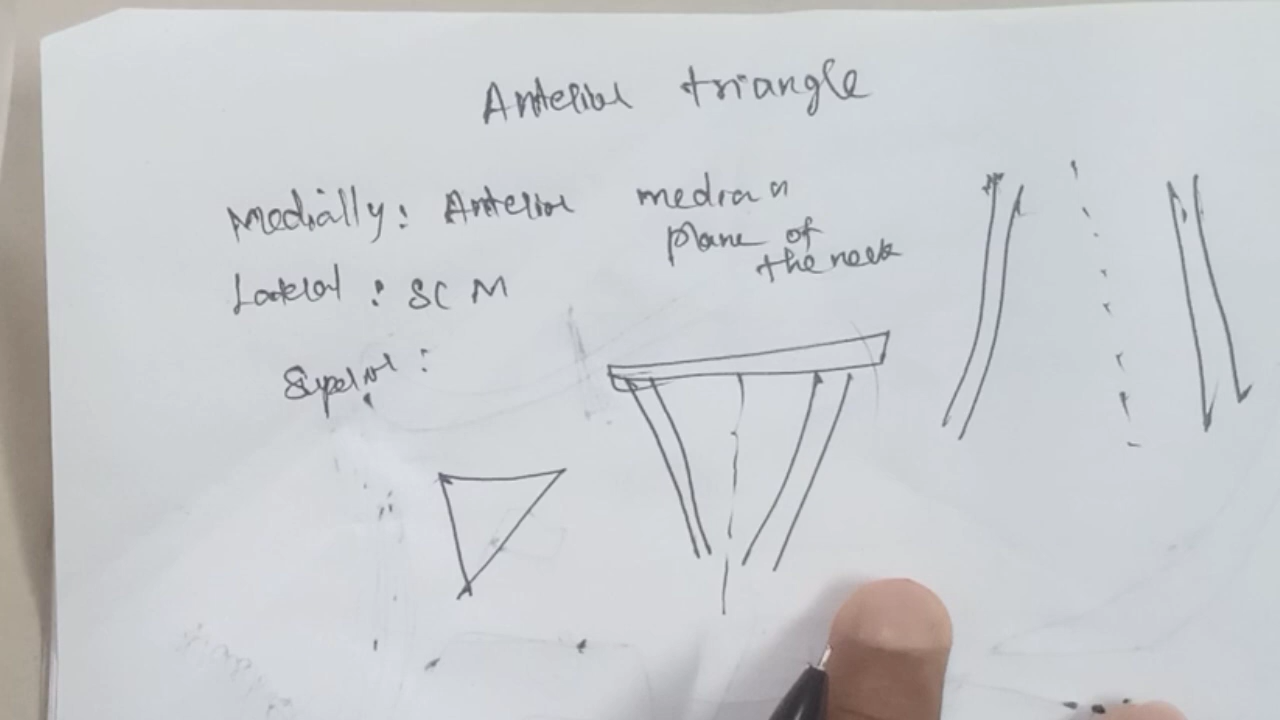 Anterior triangle
Medially: Anterior median
plane of
the neck
Lateral: SCM
Superior: